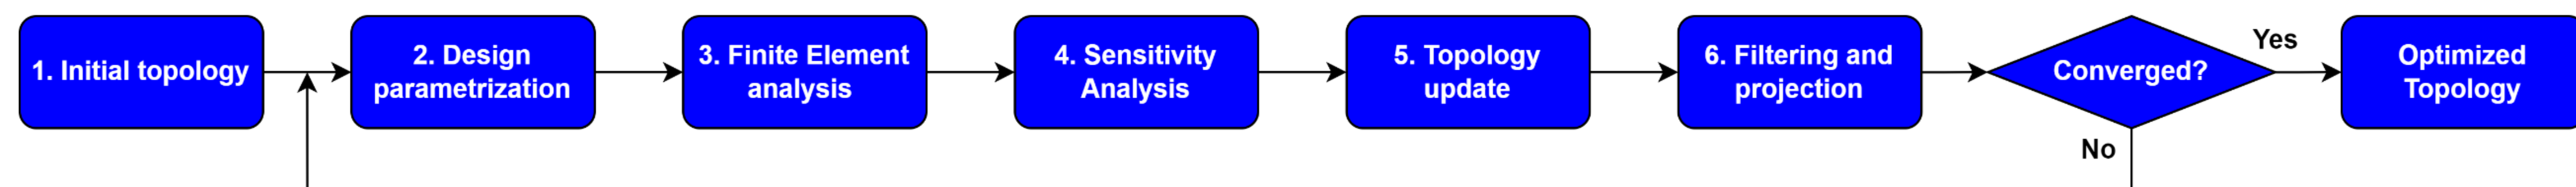 1. Initial topology
2. Design
parametrization
3. Finite Element
analysis
4. Sensitivity
Analysis
5. Topology
update
6. Filtering and
projection
Converged?
Yes
No
Optimized
Topology